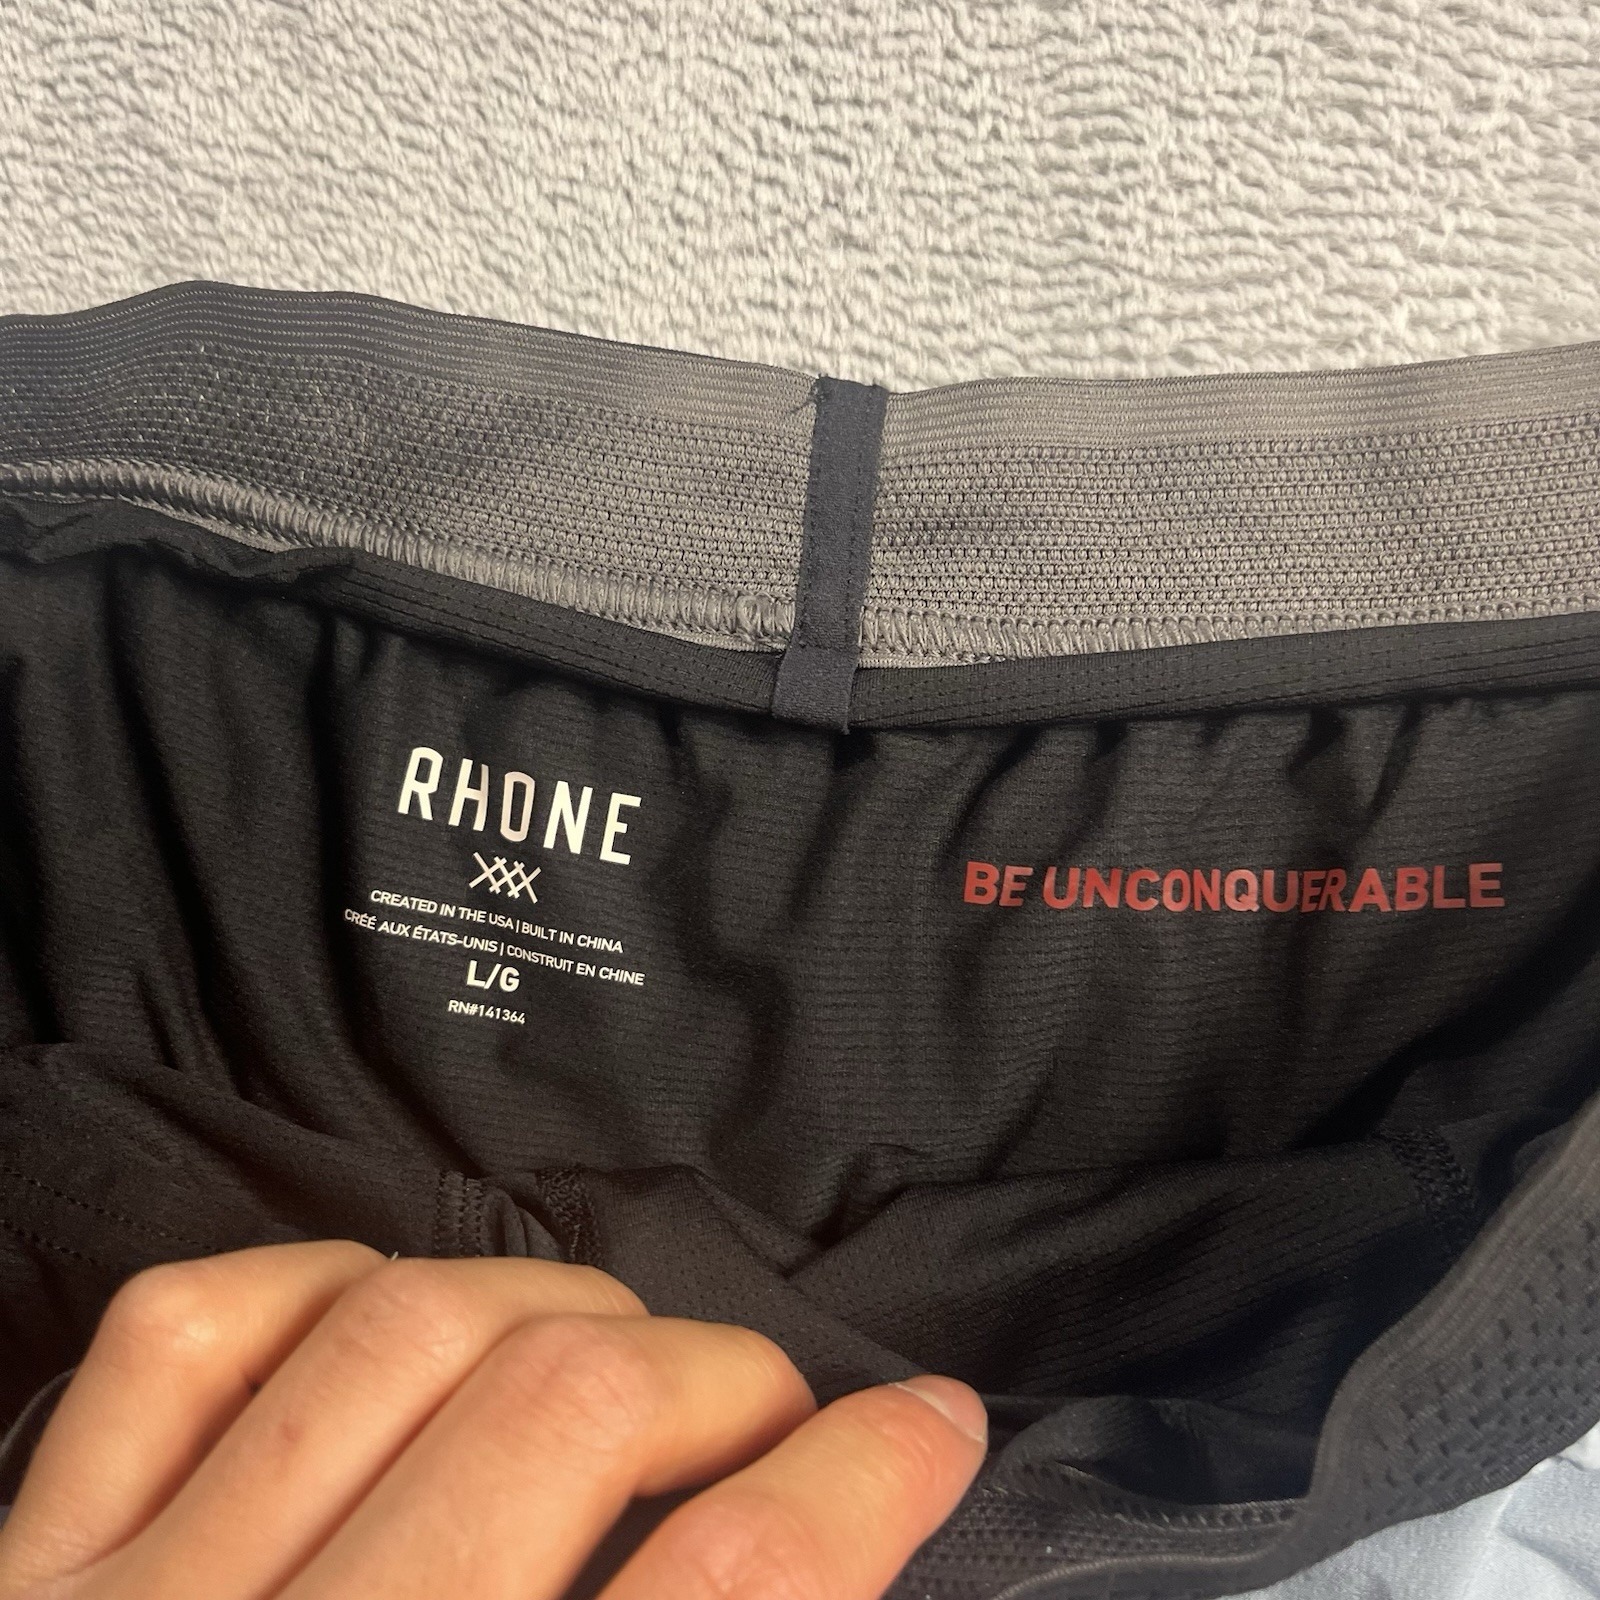 RHONE
CREATED IN THE USA | BUILT IN CHINA
CRÉÉ AUX ÉTATS-UNIS | CONSTRUIT EN CHINE
L/G
RN#141364
BE UNCONQUERABLE